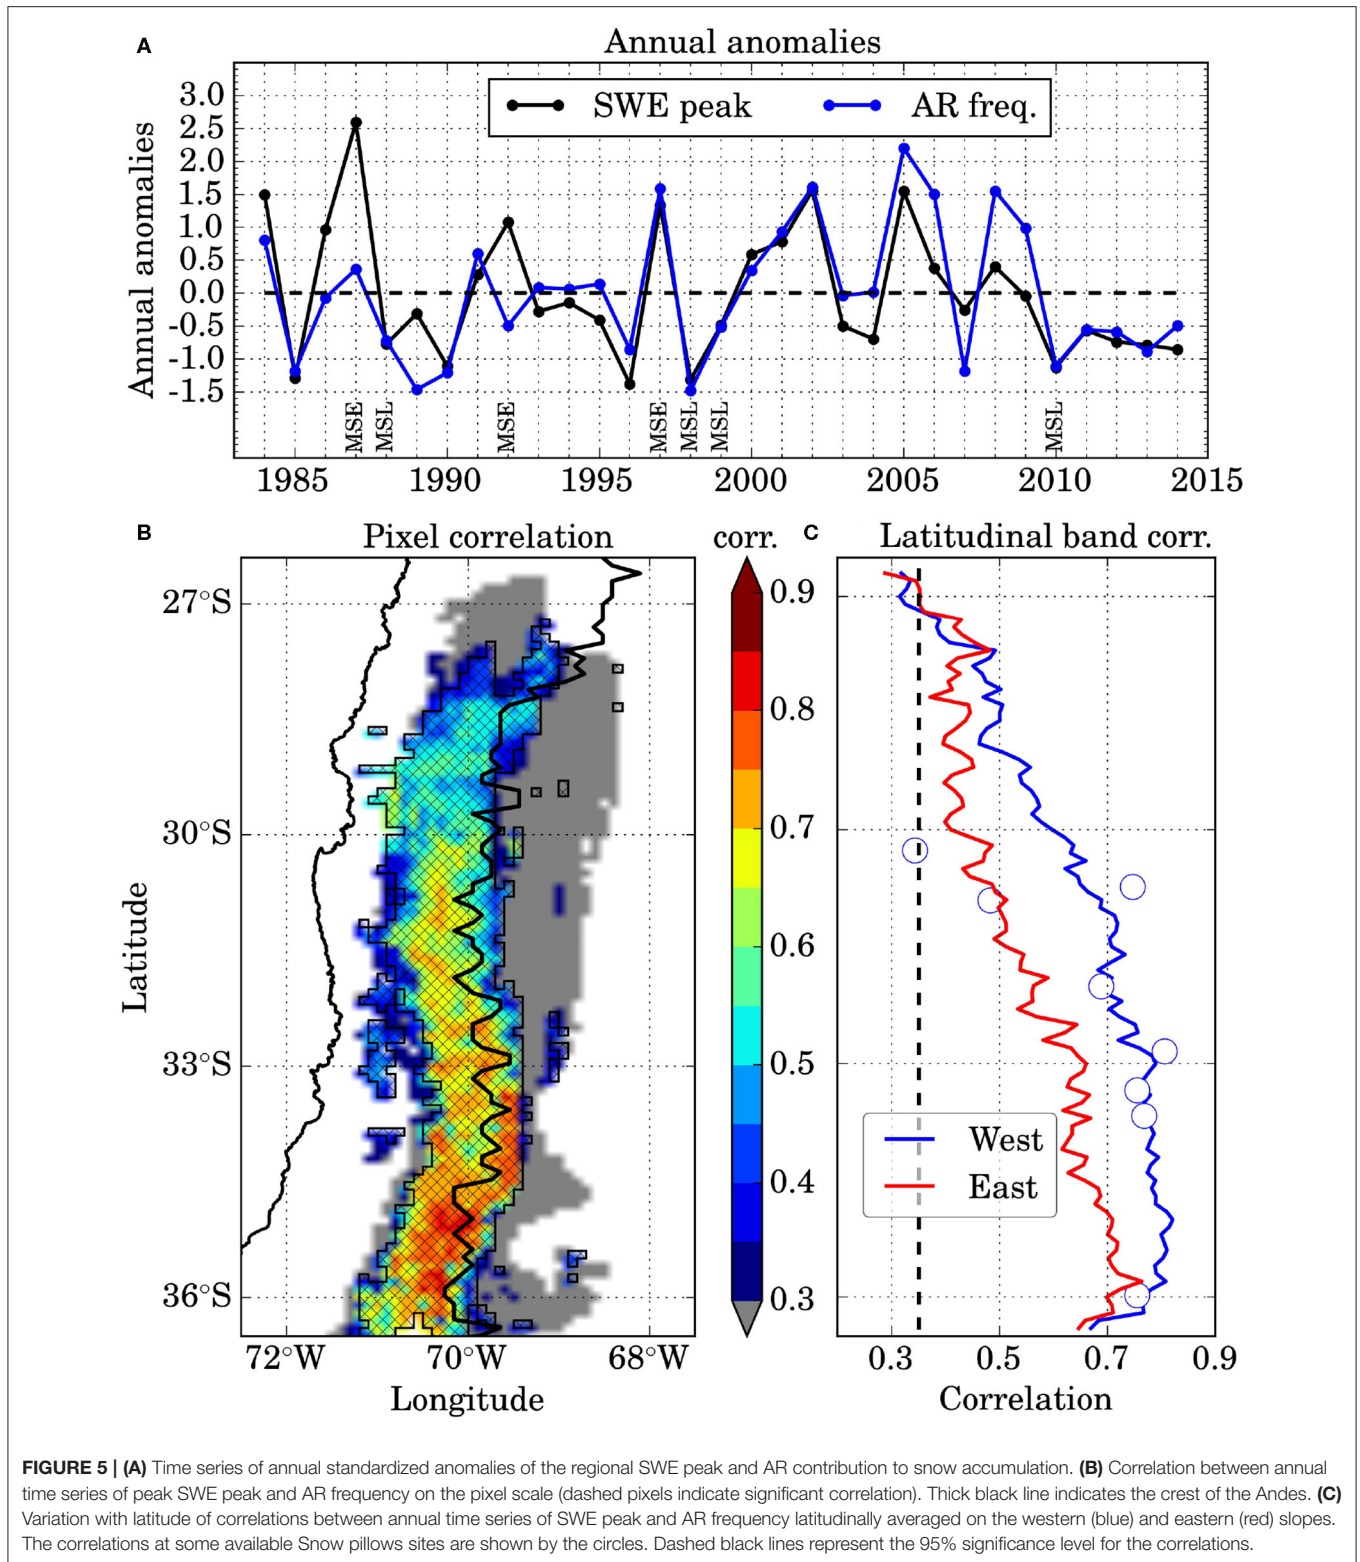 A
Annual anomalies
SWE peak
AR freq.
Annual anomalies
3.0
2.5
2.0
1.5
1.0
0.5
0.0
-0.5
-1.0
-1.5
MSE
MSL
MSE
MSE
MSL
MSL
MSL
1985
1990
1995
2000
2005
2010
2015
B
Pixel correlation
corr.
Latitude
27°S
30°S
33°S
36°S
72°W
70°W
68°W
Longitude
0.9
0.8
0.7
0.6
0.5
0.4
0.3
C
Latitudinal band corr.
West
East
0.3
0.5
0.7
0.9
Correlation
FIGURE 5 | (A) Time series of annual standardized anomalies of the regional SWE peak and AR contribution to snow accumulation. (B) Correlation between annual
time series of peak SWE peak and AR frequency on the pixel scale (dashed pixels indicate significant correlation). Thick black line indicates the crest of the Andes. (C)
Variation with latitude of correlations between annual time series of SWE peak and AR frequency latitudinally averaged on the western (blue) and eastern (red) slopes.
The correlations at some available Snow pillows sites are shown by the circles. Dashed black lines represent the 95% significance level for the correlations.